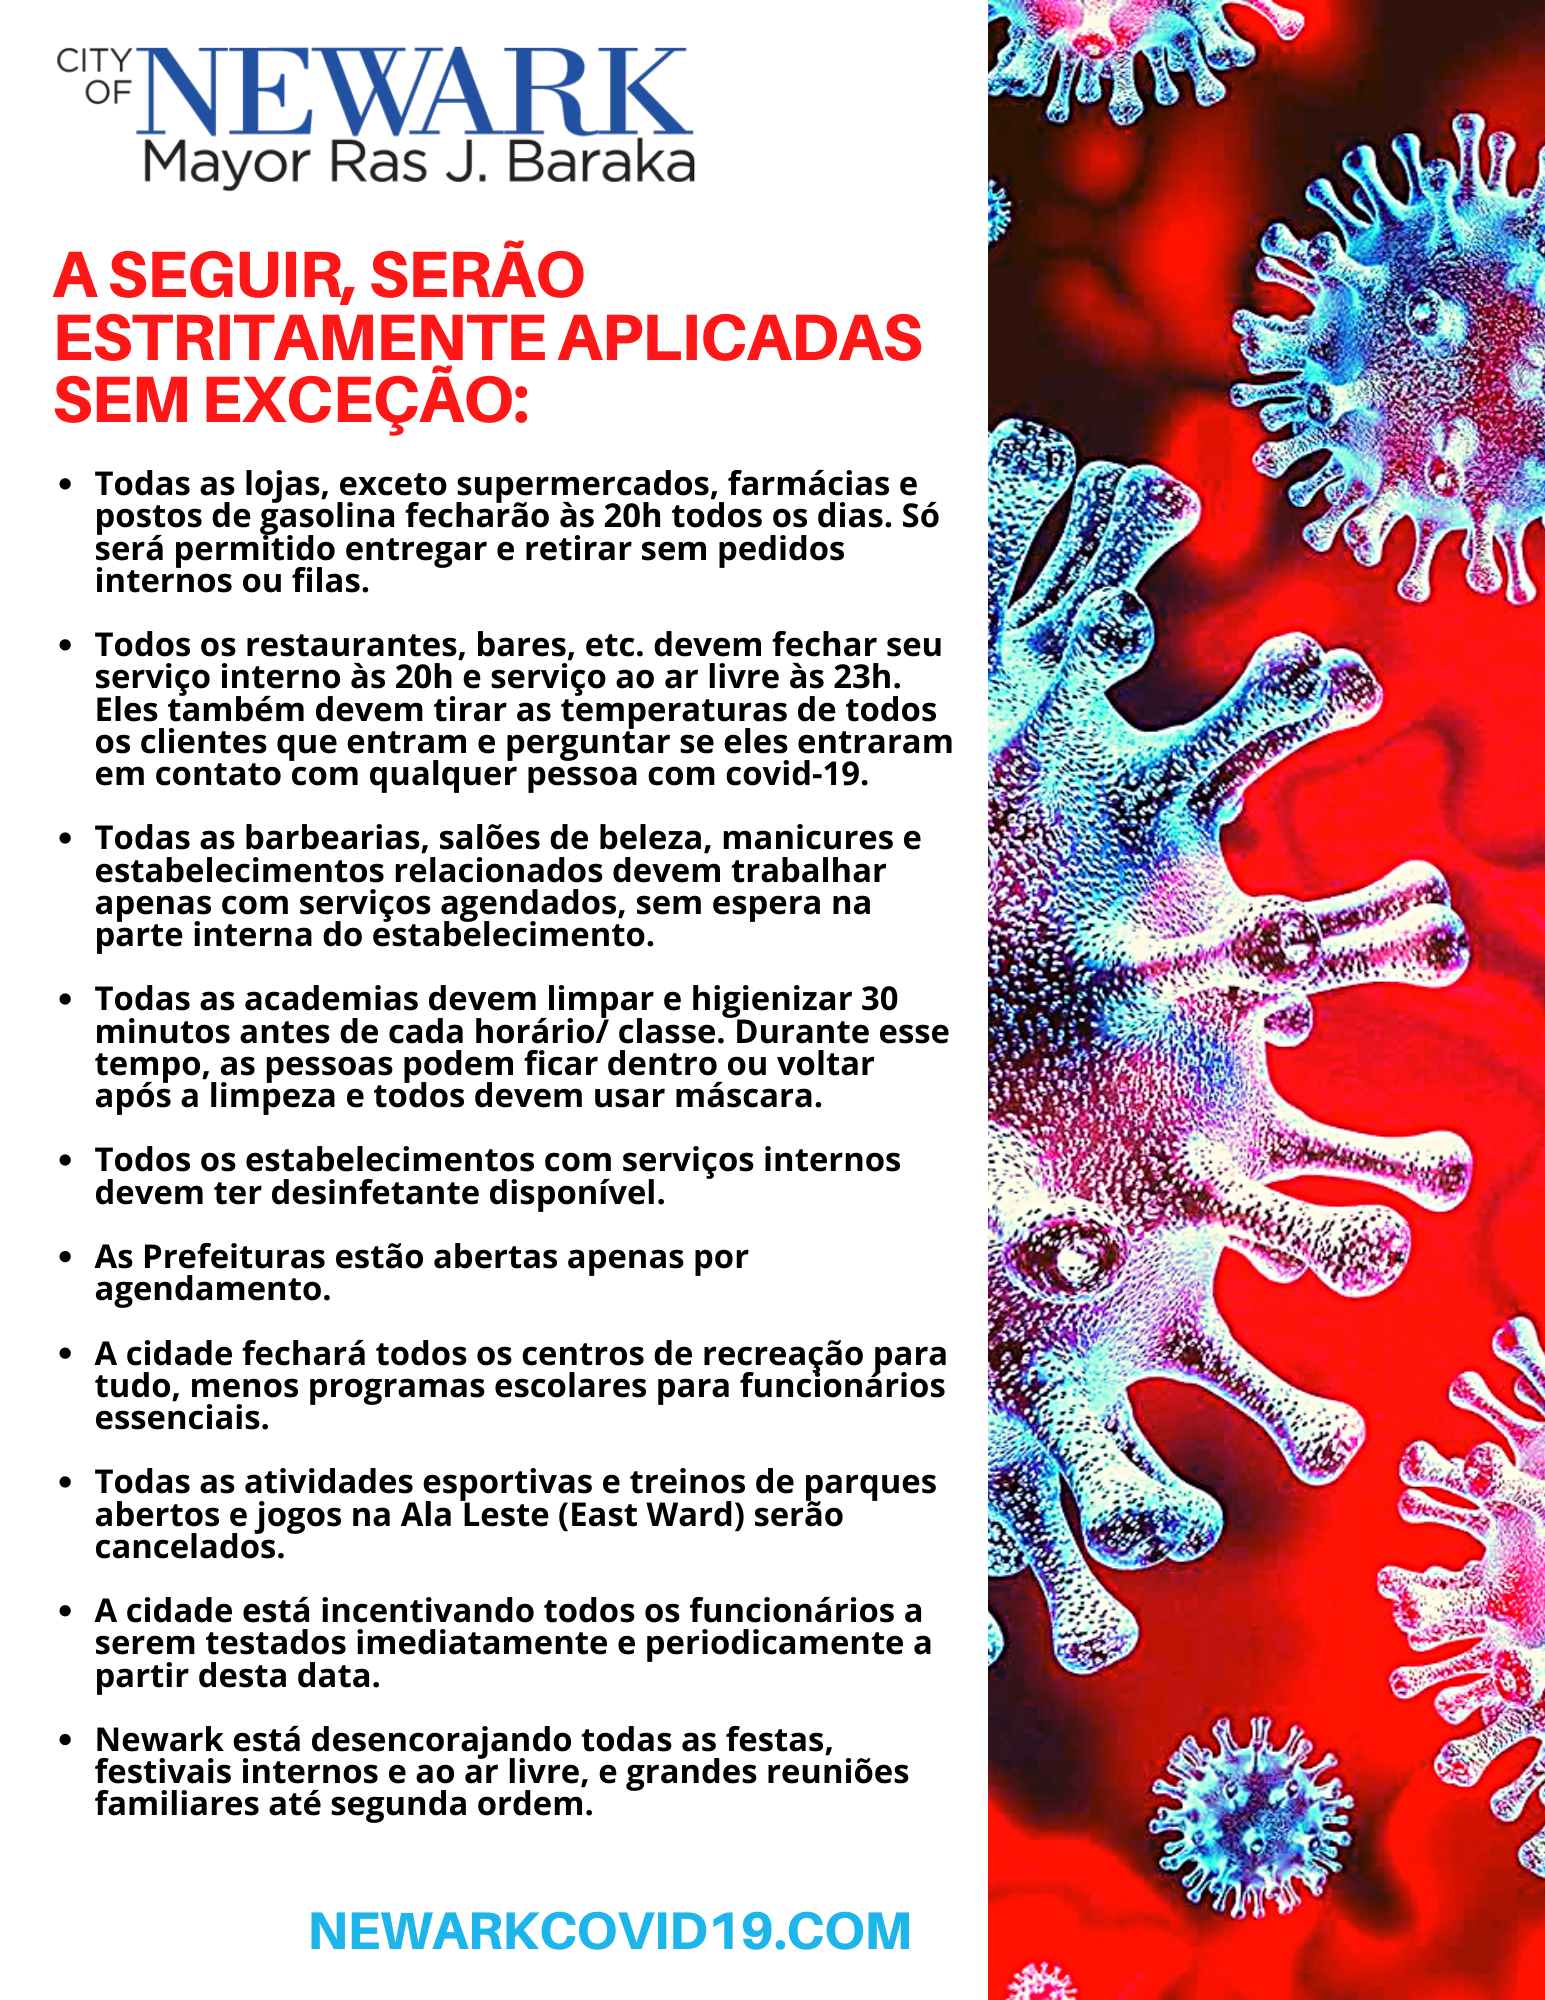 CITY
OF
NEWARK
Mayor Ras J. Baraka
A SEGUIR, SERÃO
ESTRITAMENTE APLICADAS
SEM EXCEÇÃO:
• Todas as lojas, exceto supermercados, farmácias e
postos de gasolina fecharão às 20h todos os dias. Só
será permitido entregar e retirar sem pedidos
internos ou filas.
• Todos os restaurantes, bares, etc. devem fechar seu
serviço interno às 20h e serviço ao ar livre às 23h.
Eles também devem tirar as temperaturas de todos
os clientes que entram e perguntar se eles entraram
em contato com qualquer pessoa com covid-19.
• Todas as barbearias, salões de beleza, manicures e
estabelecimentos relacionados devem trabalhar
apenas com serviços agendados, sem espera na
parte interna do estabelecimento.
• Todas as academias devem limpar e higienizar 30
minutos antes de cada horário/ classe. Durante esse
tempo, as pessoas podem ficar dentro ou voltar
após a limpeza e todos devem usar máscara.
• Todos os estabelecimentos com serviços internos
devem ter desinfetante disponível.
• As Prefeituras estão abertas apenas por
agendamento.
• A cidade fechará todos os centros de recreação para
tudo, menos programas escolares para funcionários
essenciais.
• Todas as atividades esportivas e treinos de parques
abertos e jogos na Ala Leste (East Ward) serão
cancelados.
• A cidade está incentivando todos os funcionários a
serem testados imediatamente e periodicamente a
partir desta data.
• Newark está desencorajando todas as festas,
festivais internos e ao ar livre, e grandes reuniões
familiares até segunda ordem.
NEWARKCOVID19.COM